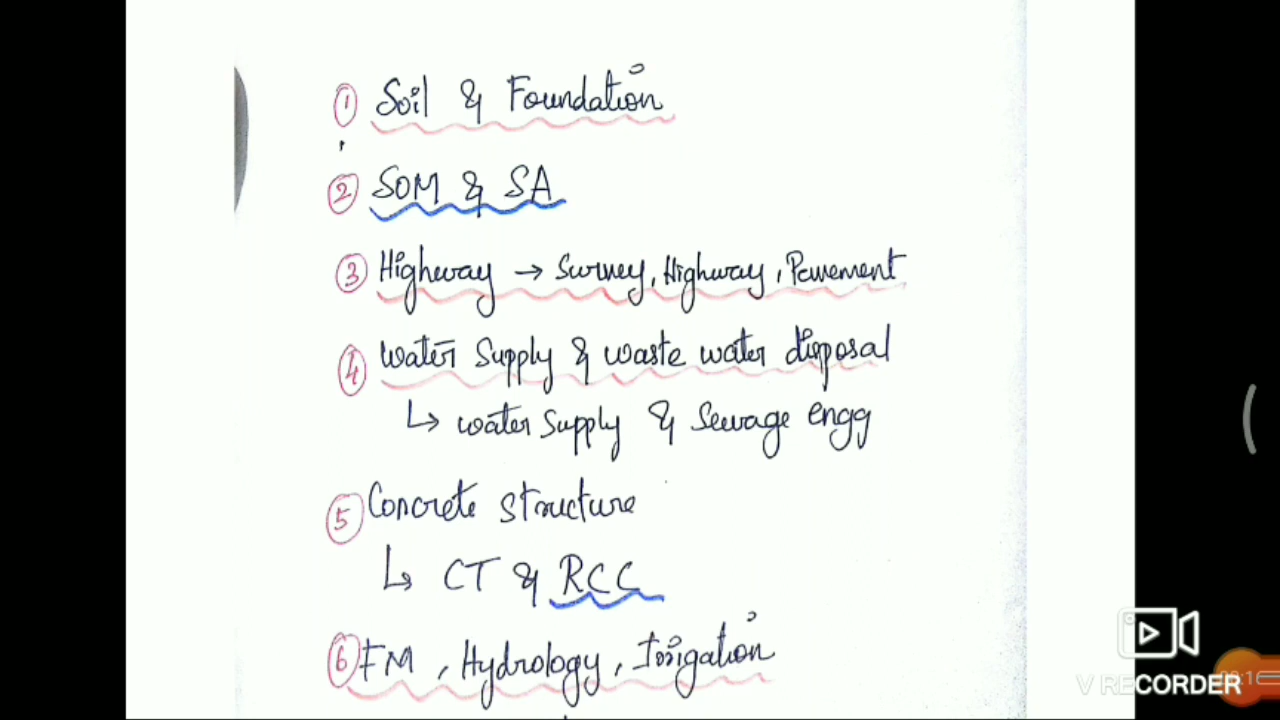 ① Soil & Foundation
② SOM & SA
③ Highway → Survey, Highway, Pavement
④ Water Supply & waste water disposal
↳ water supply & Sewage engg
⑤ Concrete structure
↳ CT & RCC
⑥ FM, Hydrology, Irrigation
V RECORDER